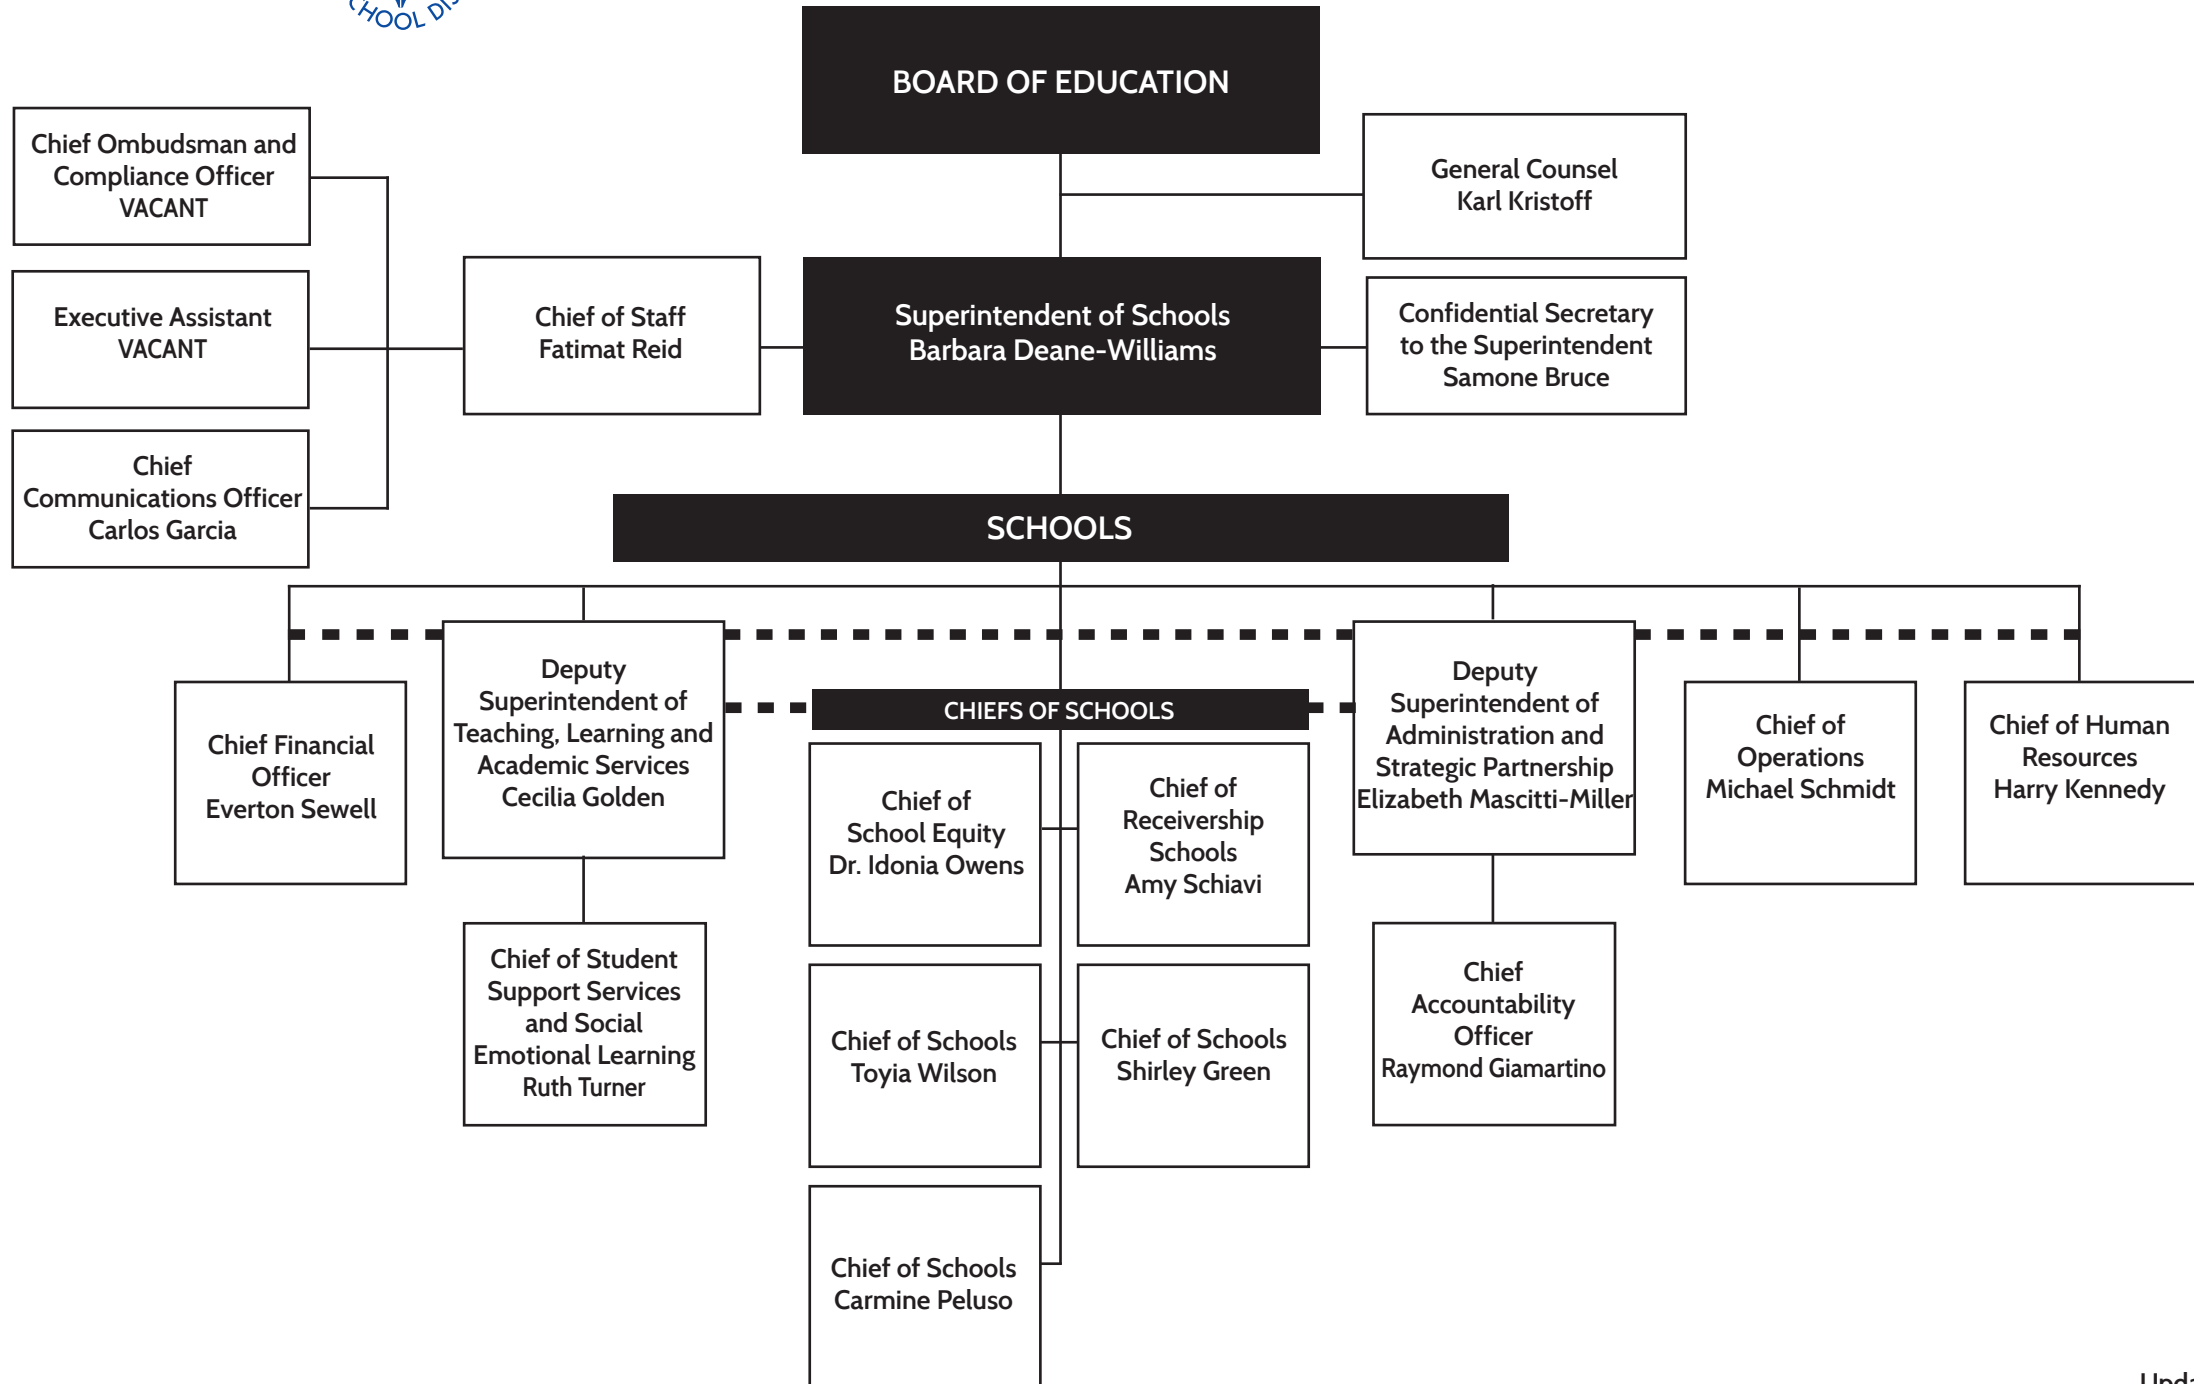 BOARD OF EDUCATION
Chief Ombudsman and
Compliance Officer
VACANT
General Counsel
Karl Kristoff
Executive Assistant
VACANT
Chief of Staff
Fatimat Reid
Superintendent of Schools
Barbara Deane-Williams
Confidential Secretary
to the Superintendent
Samone Bruce
Chief
Communications Officer
Carlos Garcia
SCHOOLS
Chief Financial
Officer
Everton Sewell
Deputy
Superintendent of
Teaching, Learning and
Academic Services
Cecilia Golden
CHIEFS OF SCHOOLS
Deputy
Superintendent of
Administration and
Strategic Partnership
Elizabeth Mascitti-Miller
Chief of
Operations
Michael Schmidt
Chief of Human
Resources
Harry Kennedy
Chief of
School Equity
Dr. Idonia Owens
Chief of
Receivership
Schools
Amy Schiavi
Chief of Student
Support Services
and Social
Emotional Learning
Ruth Turner
Chief of Schools
Toyia Wilson
Chief of Schools
Shirley Green
Chief
Accountability
Officer
Raymond Giamartino
Chief of Schools
Carmine Peluso